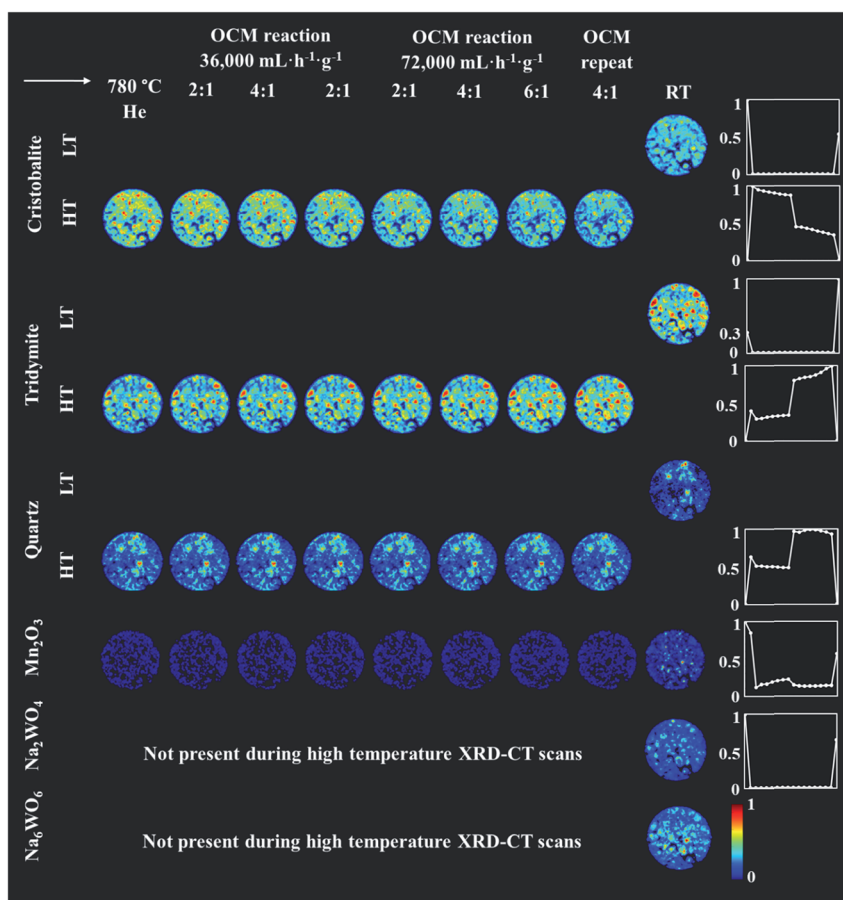 OCM reaction OCM reaction OCM
36,000 mL·h⁻¹·g⁻¹ 72,000 mL·h⁻¹·g⁻¹ repeat
780 °C 2:1 4:1 2:1 2:1 4:1 6:1 4:1 RT
He
Cristobalite
LT
1
0.5
0
HT
1
0.5
0
Tridymite
LT
1
0.3
0
HT
1
0.5
0
Quartz
LT
HT
1
0.5
0
Mn₂O₃
1
0.5
0
Na₂WO₄
Not present during high temperature XRD-CT scans
1
0.5
0
Na₆WO₆
Not present during high temperature XRD-CT scans
1
0